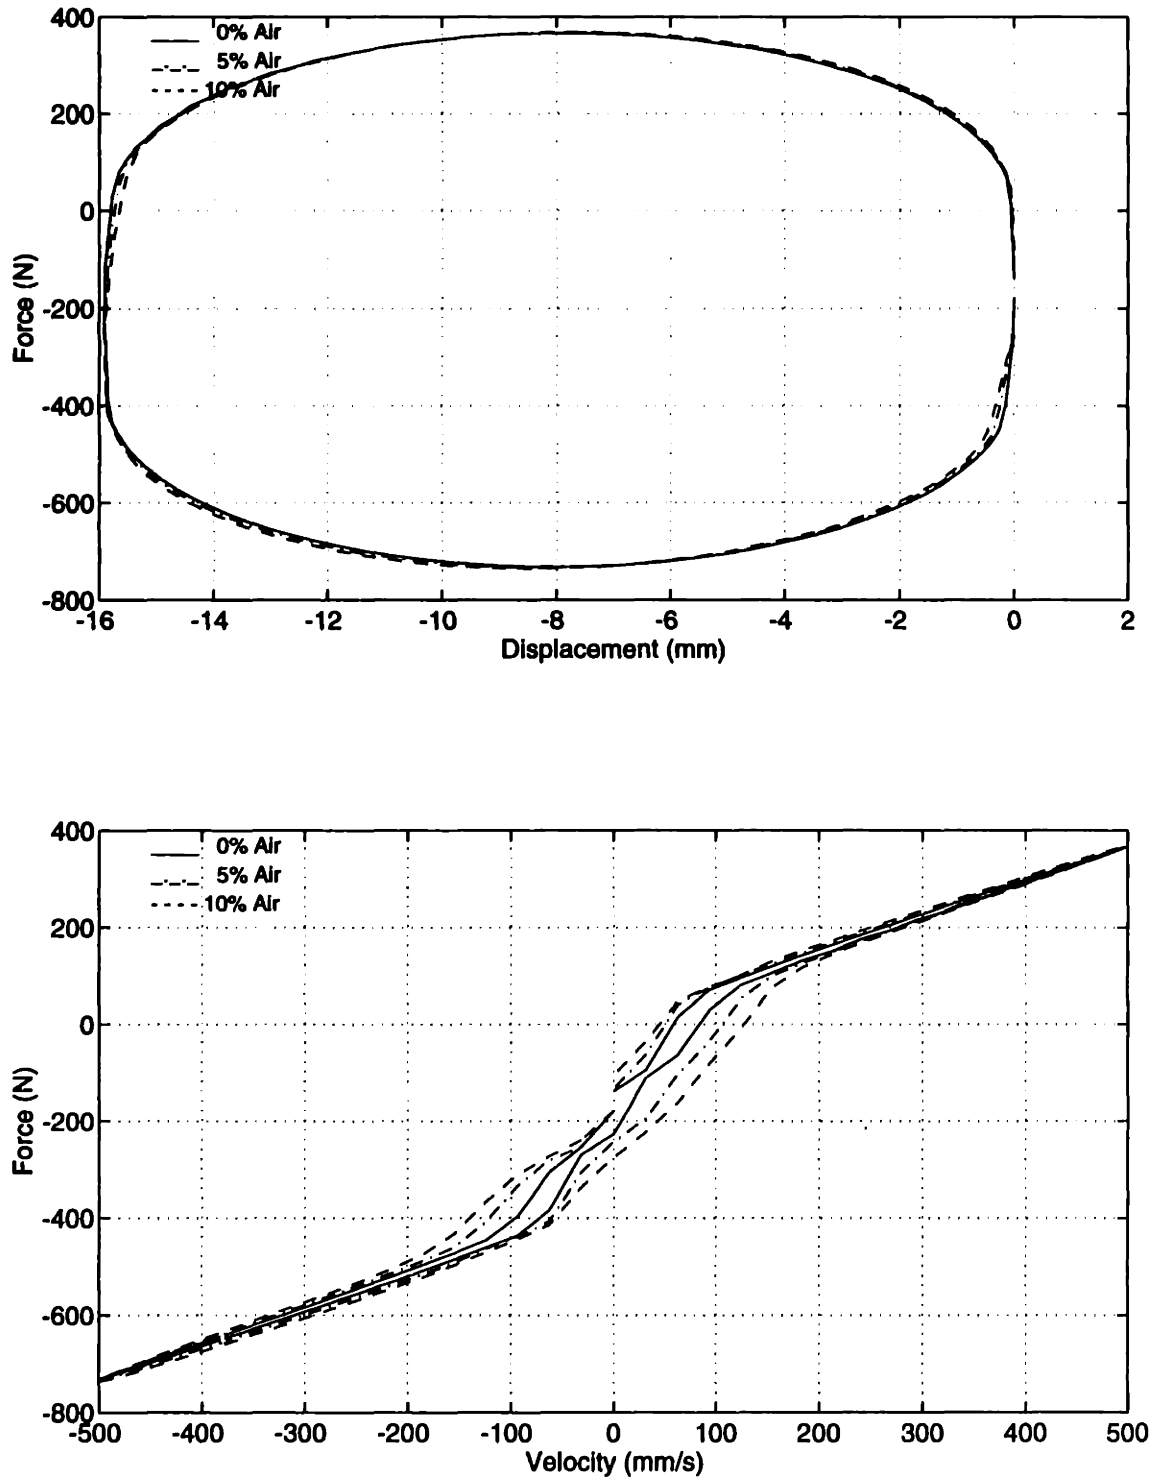 400
0% Air
5% Air
10% Air
200
0
-200
-400
-600
-800
Force (N)
-16 -14 -12 -10 -8 -6 -4 -2 0 2
Displacement (mm)
400
0% Air
5% Air
10% Air
200
0
-200
-400
-600
-800
Force (N)
-500 -400 -300 -200 -100 0 100 200 300 400 500
Velocity (mm/s)